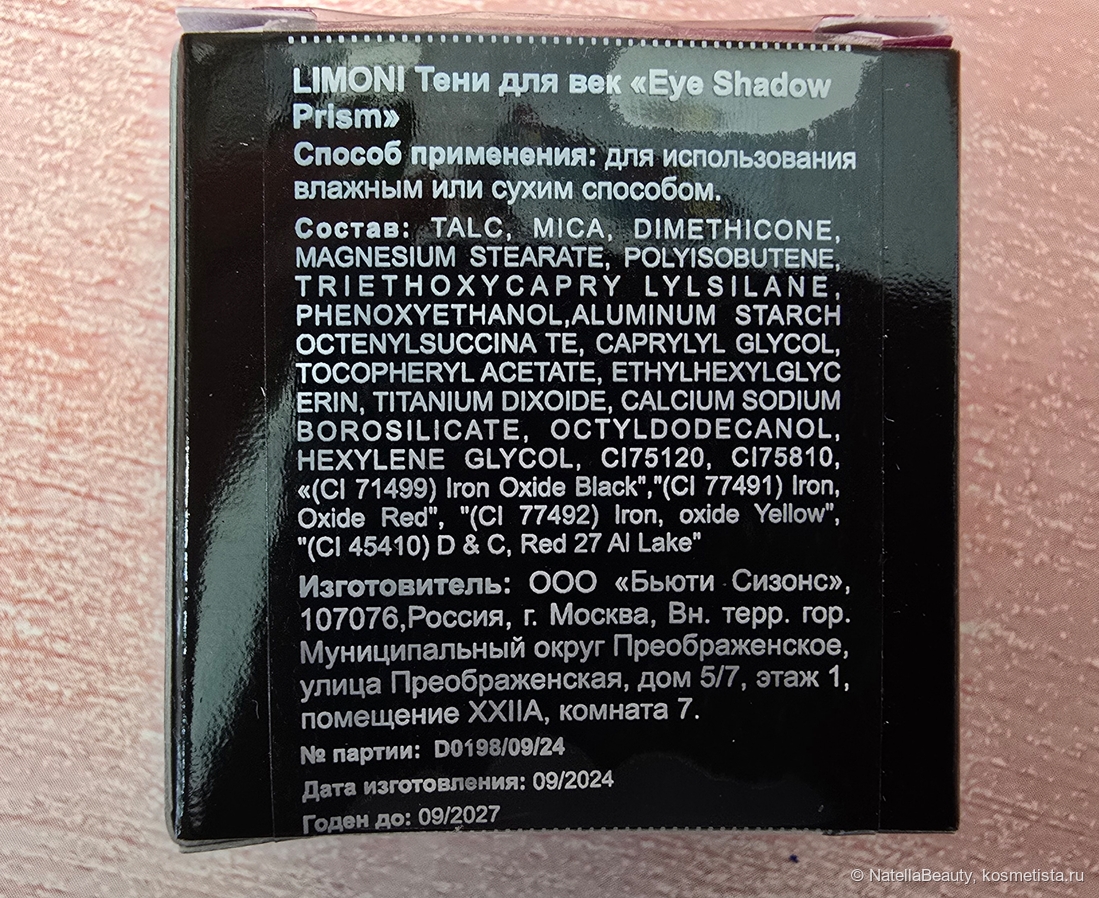 LIMONI Тени для век «Eye Shadow
Prism»
Способ применения: для использования
влажным или сухим способом.
Состав: TALC, MICA, DIMETHICONE,
MAGNESIUM STEARATE, POLYISOBUTENE,
TRIETHOXYCAPRY LYLSILANE,
PHENOXYETHANOL,ALUMINUM STARCH
OCTENYLSUCCINA TE, CAPRYLYL GLYCOL,
TOCOPHERYL ACETATE, ETHYLHEXYLGLYC
ERIN, TITANIUM DIXOIDE, CALCIUM SODIUM
BOROSILICATE, OCTYLDODECANOL,
HEXYLENE GLYCOL, CI75120, CI75810,
«(CI 71499) Iron Oxide Black","(CI 77491) Iron,
Oxide Red", "(CI 77492) Iron, oxide Yellow",
"(CI 45410) D & C, Red 27 Al Lake"
Изготовитель: ООО «Бьюти Сизонс»,
107076,Россия, г. Москва, Вн. терр. гор.
Муниципальный округ Преображенское,
улица Преображенская, дом 5/7, этаж 1,
помещение XXIIA, комната 7.
№ партии: D0198/09/24
Дата изготовления: 09/2024
Годен до: 09/2027
© NatellaBeauty, kosmetista.ru